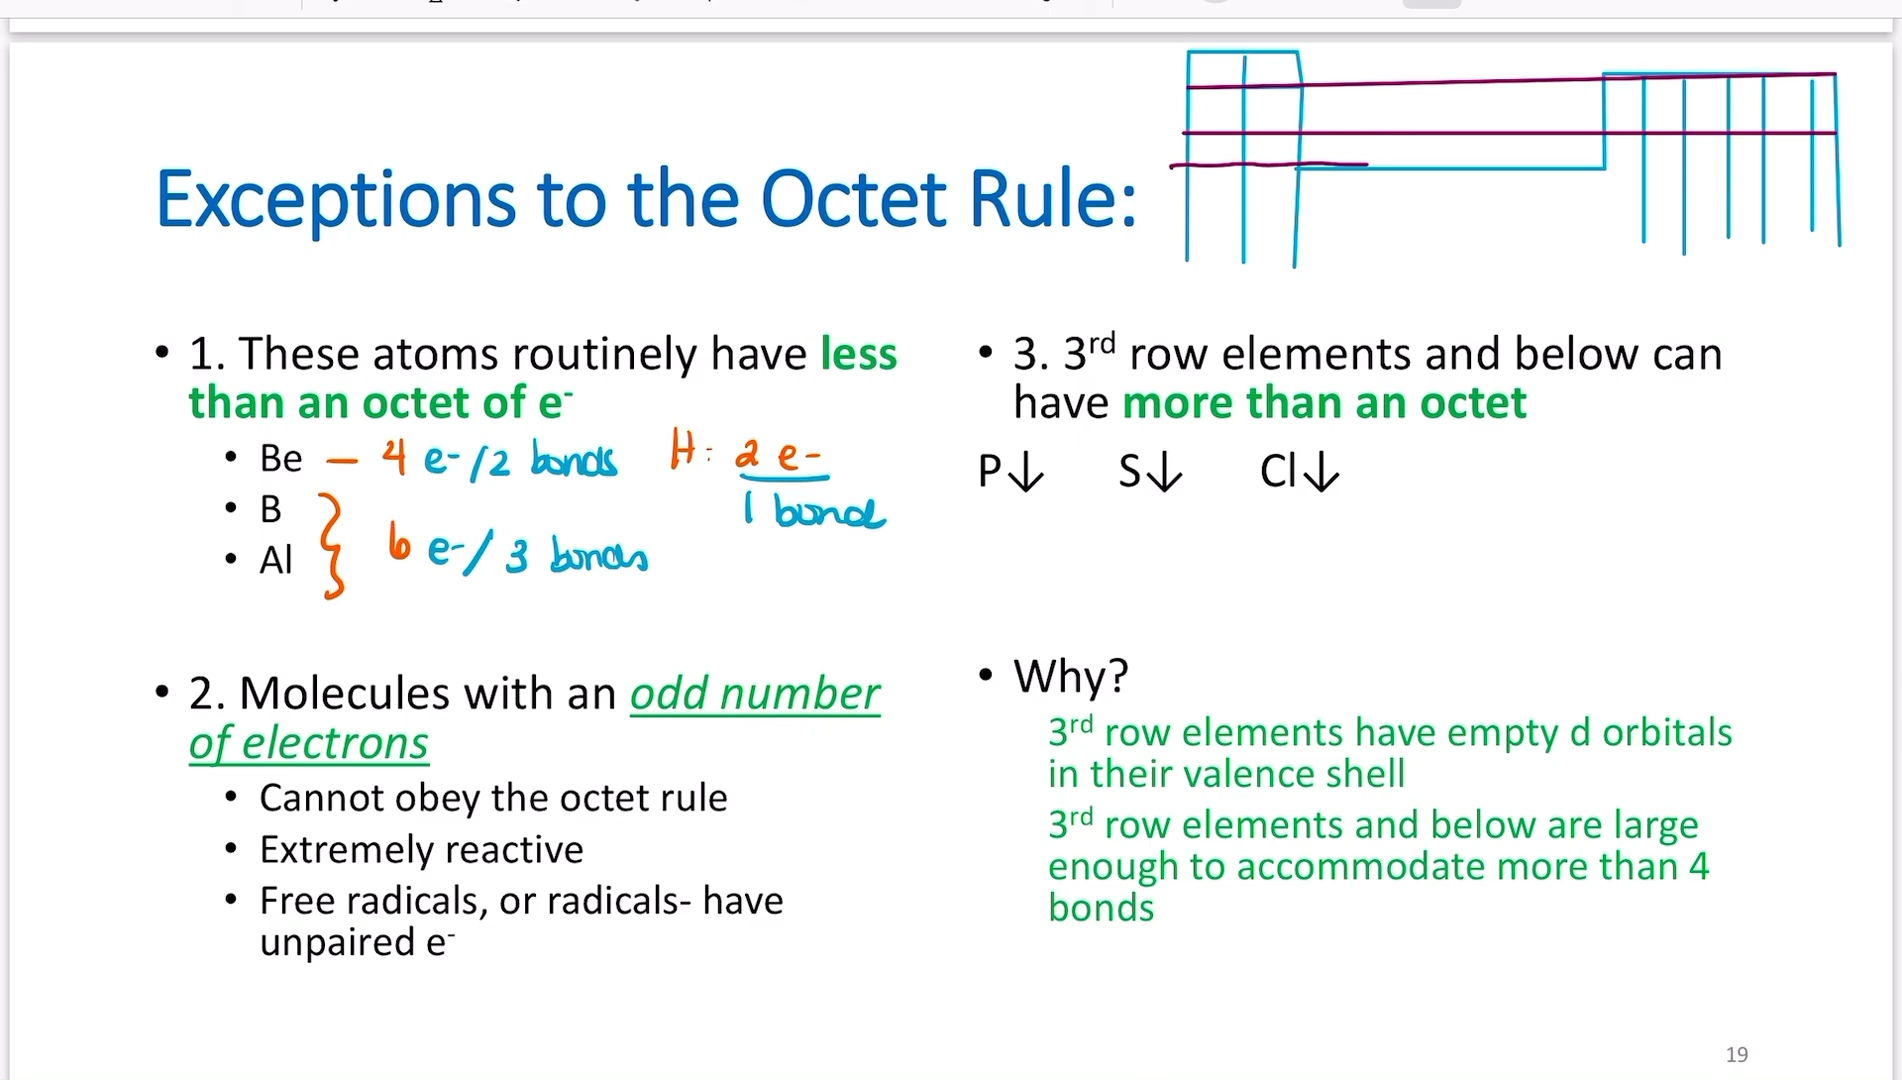 Exceptions to the Octet Rule:
• 1. These atoms routinely have less
than an octet of e⁻
• Be – 4 e-/2 bonds H: 2 e-
• B
1 bond
• Al } 6 e-/3 bonds
• 2. Molecules with an odd number
of electrons
• Cannot obey the octet rule
• Extremely reactive
• Free radicals, or radicals- have
unpaired e⁻
• 3. 3rd row elements and below can
have more than an octet
P↓ S↓ Cl↓
• Why?
3rd row elements have empty d orbitals
in their valence shell
3rd row elements and below are large
enough to accommodate more than 4
bonds
19